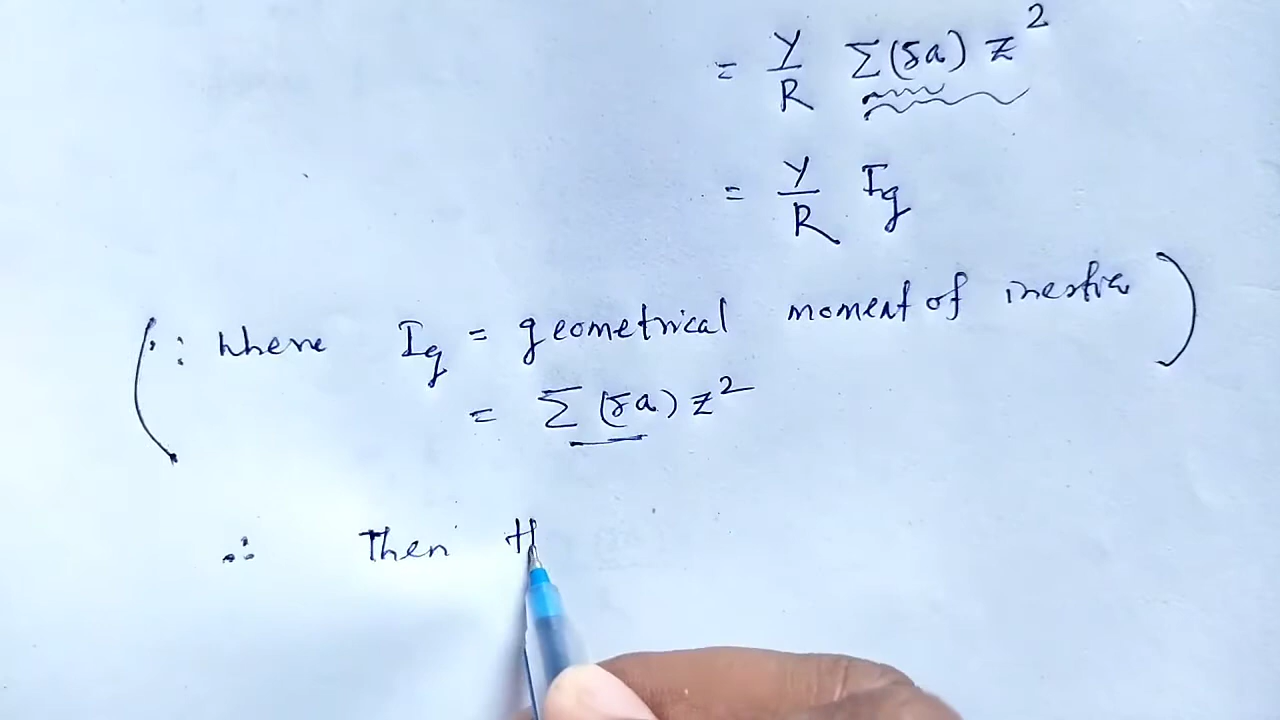 = Y/R Σ(δa) z²
= Y/R Ig
(∵ where Ig = geometrical moment of inertia)
= Σ (δa) z²
∴ Then